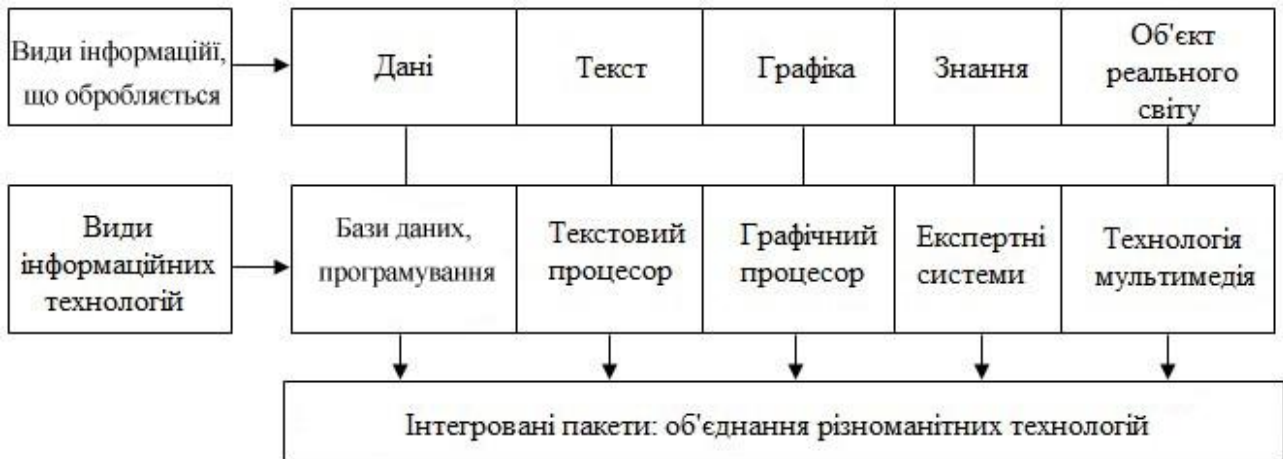 Види інформаційї,
що обробляється
Дані
Текст
Графіка
Знання
Об'єкт
реального
світу
Види
інформаційних
технологій
Бази даних,
програмування
Текстовий
процесор
Графічний
процесор
Експертні
системи
Технологія
мультимедія
Інтегровані пакети: об'єднання різноманітних технологій